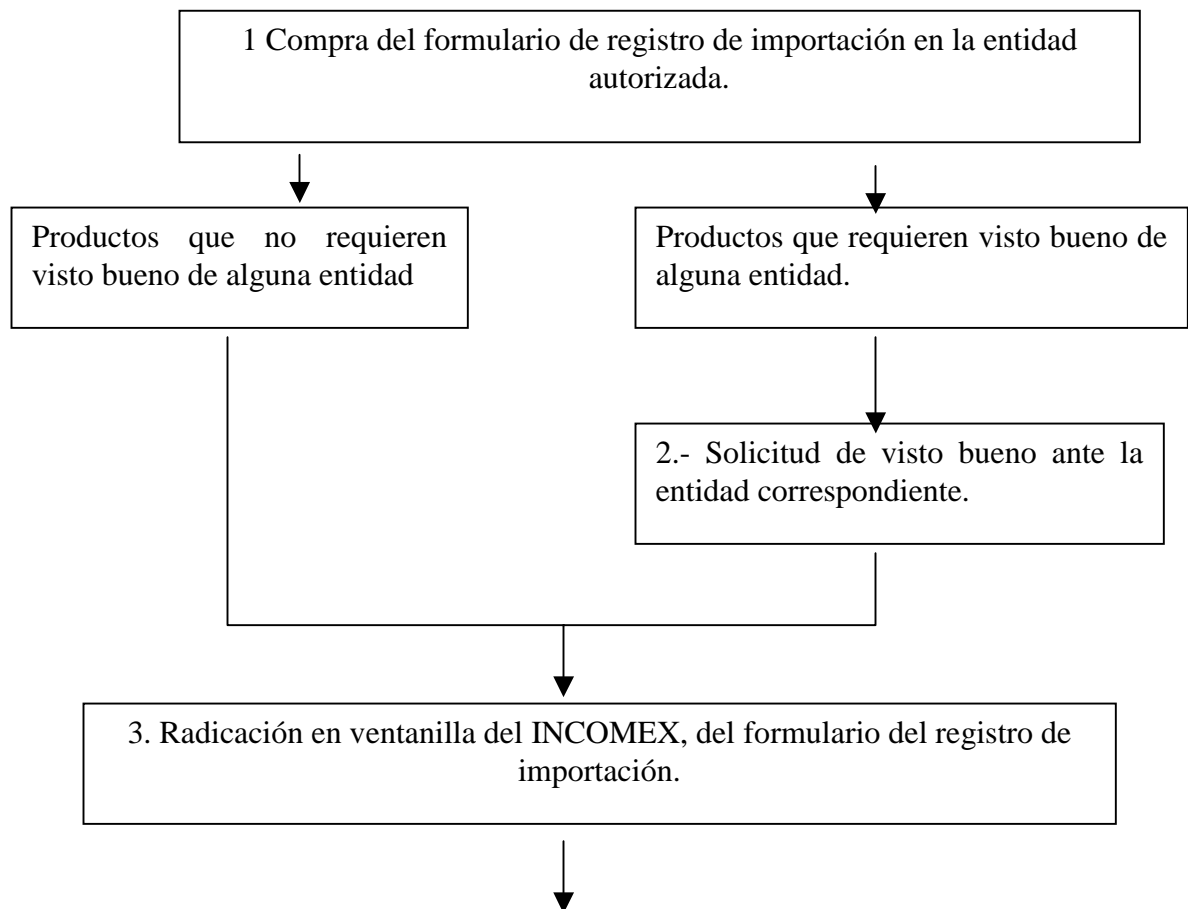 1 Compra del formulario de registro de importación en la entidad
autorizada.
Productos que no requieren
visto bueno de alguna entidad
Productos que requieren visto bueno de
alguna entidad.
2.- Solicitud de visto bueno ante la
entidad correspondiente.
3. Radicación en ventanilla del INCOMEX, del formulario del registro de
importación.